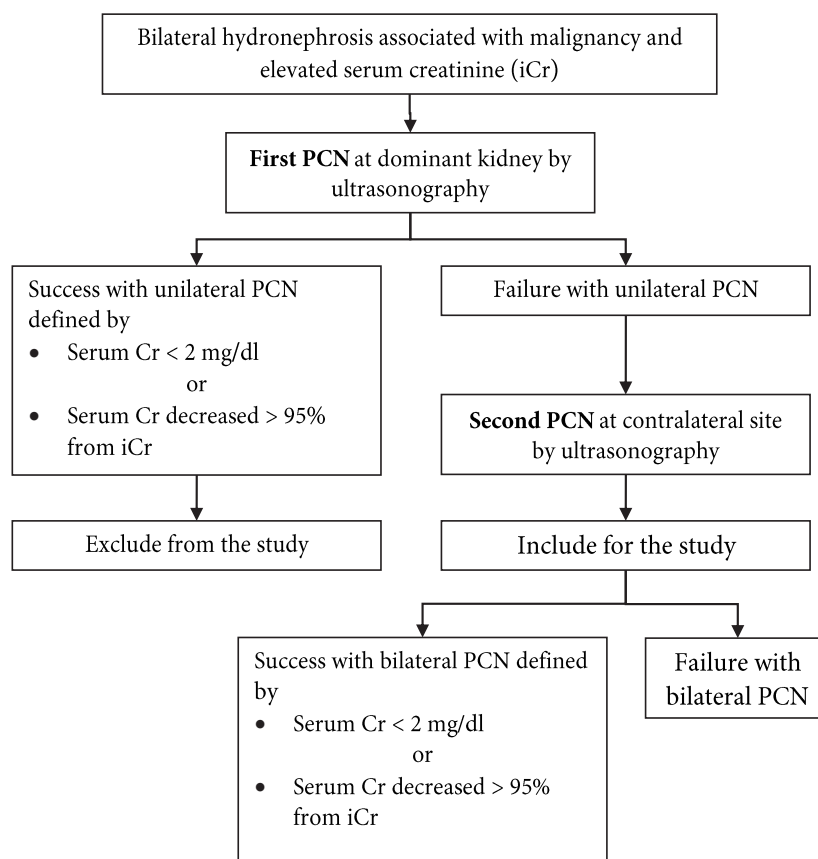 Bilateral hydronephrosis associated with malignancy and
elevated serum creatinine (iCr)
First PCN at dominant kidney by
ultrasonography
Success with unilateral PCN
defined by
• Serum Cr < 2 mg/dl
or
• Serum Cr decreased > 95%
from iCr
Failure with unilateral PCN
Second PCN at contralateral site
by ultrasonography
Exclude from the study
Include for the study
Success with bilateral PCN defined
by
• Serum Cr < 2 mg/dl
or
• Serum Cr decreased > 95%
from iCr
Failure with
bilateral PCN